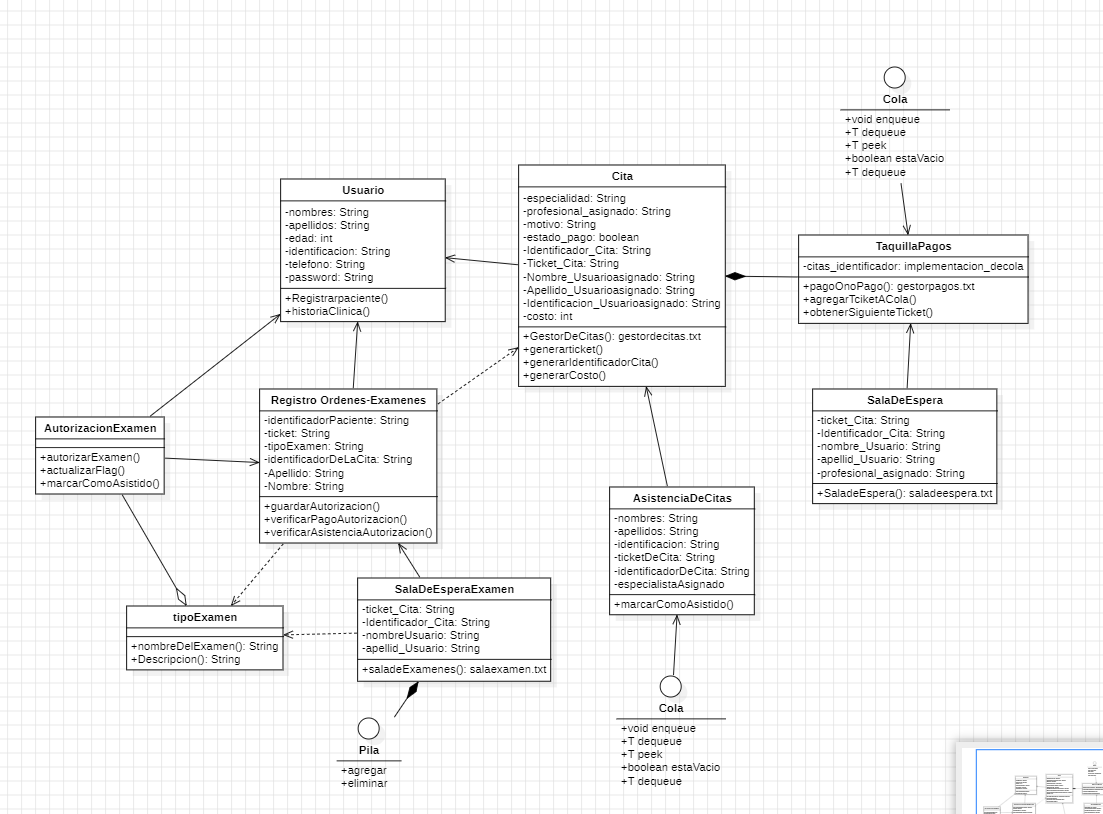 Cola
+void enqueue
+T dequeue
+T peek
+boolean estaVacio
+T dequeue
Usuario
-nombres: String
-apellidos: String
-edad: int
-identificacion: String
-telefono: String
-password: String
+Registrarpaciente()
+historiaClinica()
Cita
-especialidad: String
-profesional_asignado: String
-motivo: String
-estado_pago: boolean
-Identificador_Cita: String
-Ticket_Cita: String
-Nombre_Usuarioasignado: String
-Apellido_Usuarioasignado: String
-Identificacion_Usuarioasignado: String
-costo: int
+GestorDeCitas(): gestordecitas.txt
+generarticket()
+generarIdentificadorCita()
+generarCosto()
TaquillaPagos
-citas_identificador: implementacion_decola
+pagoOnoPago(): gestorpagos.txt
+agregarTciketACola()
+obtenerSiguienteTicket()
AutorizacionExamen
+autorizarExamen()
+actualizarFlag()
+marcarComoAsistido()
Registro Ordenes-Examenes
-identificadorPaciente: String
-ticket: String
-tipoExamen: String
-identificadorDeLaCita: String
-Apellido: String
-Nombre: String
+guardarAutorizacion()
+verificarPagoAutorizacion()
+verificarAsistenciaAutorizacion()
SalaDeEspera
-ticket_Cita: String
-Identificador_Cita: String
-nombre_Usuario: String
-apellid_Usuario: String
-profesional_asignado: String
+SaladeEspera(): saladeespera.txt
AsistenciaDeCitas
-nombres: String
-apellidos: String
-identificacion: String
-ticketDeCita: String
-identificadorDeCita: String
-especialistaAsignado
+marcarComoAsistido()
tipoExamen
+nombreDelExamen(): String
+Descripcion(): String
SalaDeEsperaExamen
-ticket_Cita: String
-Identificador_Cita: String
-nombreUsuario: String
-apellid_Usuario: String
+saladeExamenes(): salaexamen.txt
Pila
+agregar
+eliminar
Cola
+void enqueue
+T dequeue
+T peek
+boolean estaVacio
+T dequeue